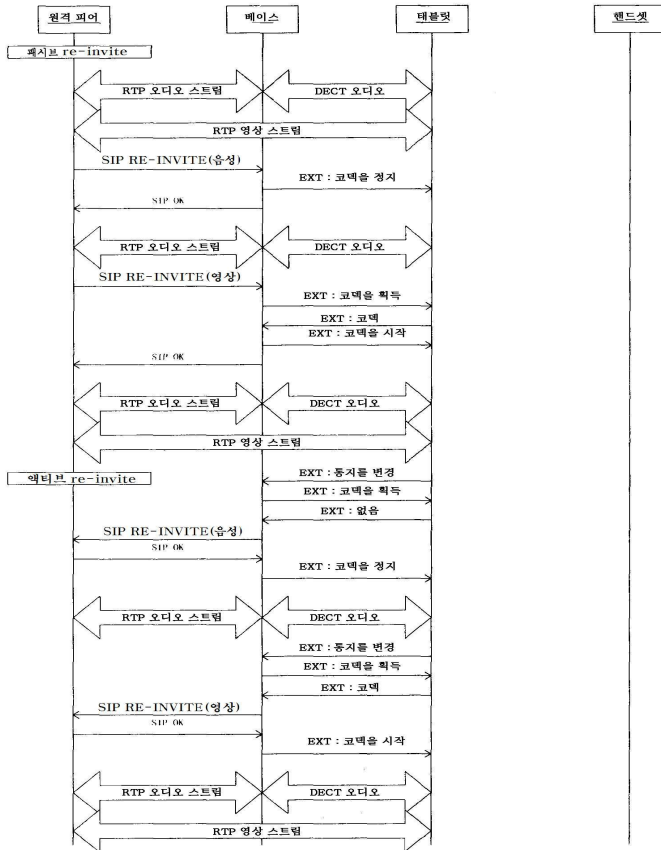 원격 피어 베이스 태블릿 핸드셋
패시브 re-invite
RTP 오디오 스트림 DECT 오디오
RTP 영상 스트림
SIP RE-INVITE(음성)
EXT : 코덱을 정지
SIP OK
RTP 오디오 스트림 DECT 오디오
SIP RE-INVITE(영상)
EXT : 코덱을 획득
EXT : 코덱
EXT : 코덱을 시작
SIP OK
RTP 오디오 스트림 DECT 오디오
RTP 영상 스트림
액티브 re-invite
EXT : 통지를 변경
EXT : 코덱을 획득
EXT : 없음
SIP RE-INVITE(음성)
SIP OK
EXT : 코덱을 정지
RTP 오디오 스트림 DECT 오디오
EXT : 통지를 변경
EXT : 코덱을 획득
EXT : 코덱
SIP RE-INVITE(영상)
SIP OK
EXT : 코덱을 시작
RTP 오디오 스트림 DECT 오디오
RTP 영상 스트림